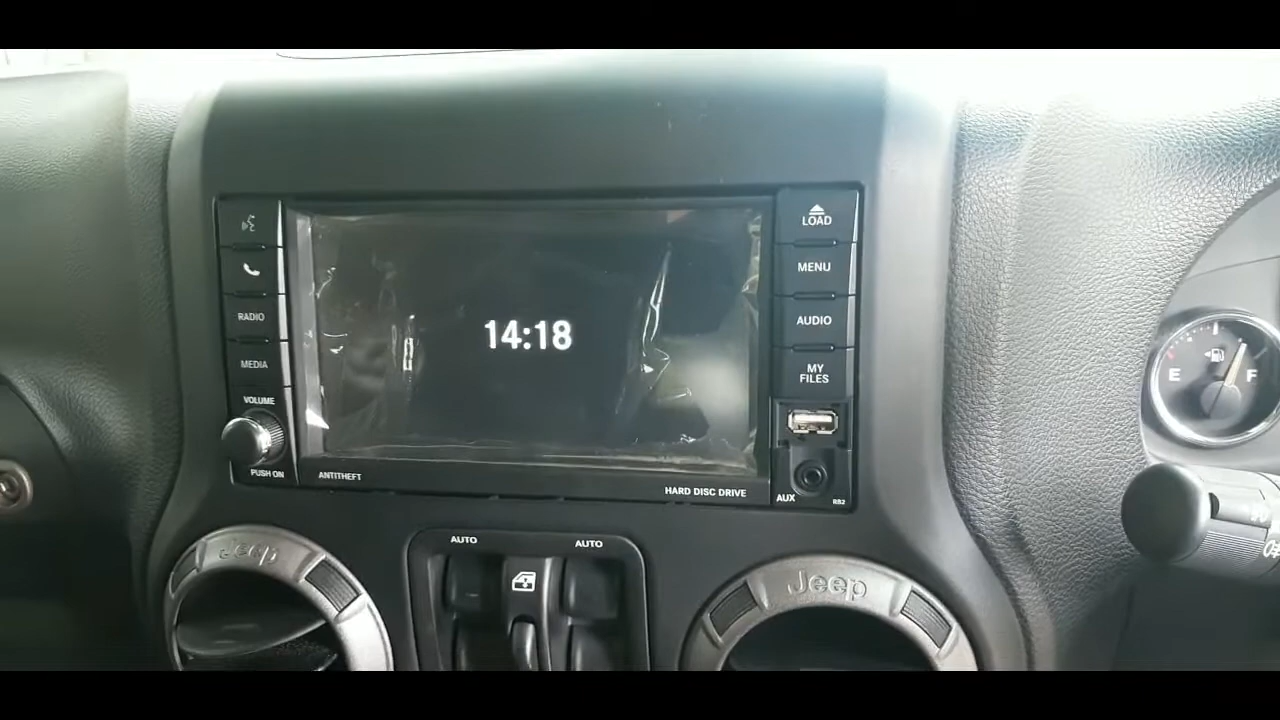 LOAD
MENU
AUDIO
MY
FILES
RADIO
MEDIA
VOLUME
PUSH ON
14:18
ANTITHEFT
HARD DISC DRIVE
AUX
RB2
AUTO
AUTO
Jeep
Jeep
E
F